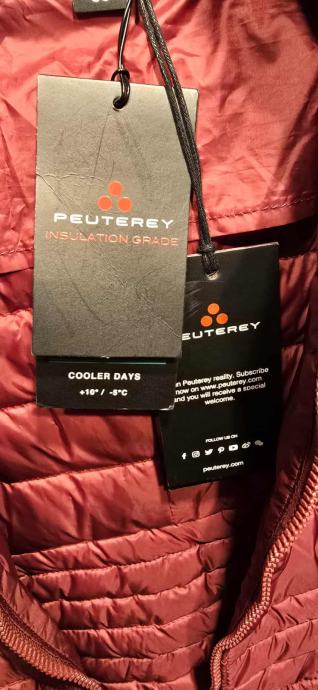 PEUTEREY
INSULATION GRADE
COOLER DAYS
+10° / -5°C
EUTEREY
n Peuterey reality. Subscribe
now on www.peuterey.com
and you will receive a special
welcome.
FOLLOW US ON
peuterey.com